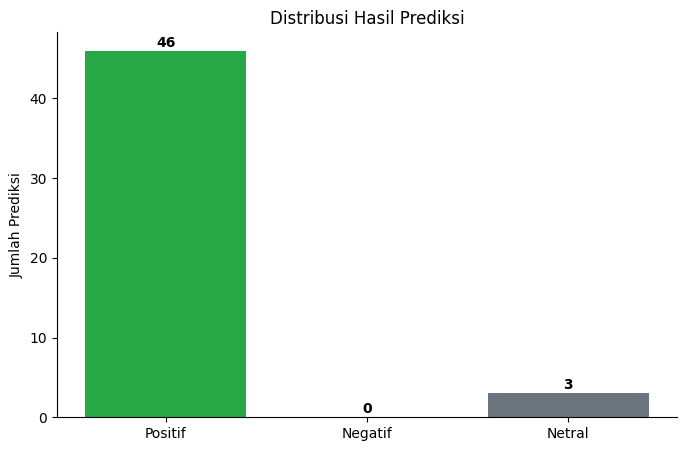 Distribusi Hasil Prediksi
46
40
30
20
10
0
Jumlah Prediksi
0
3
Positif
Negatif
Netral